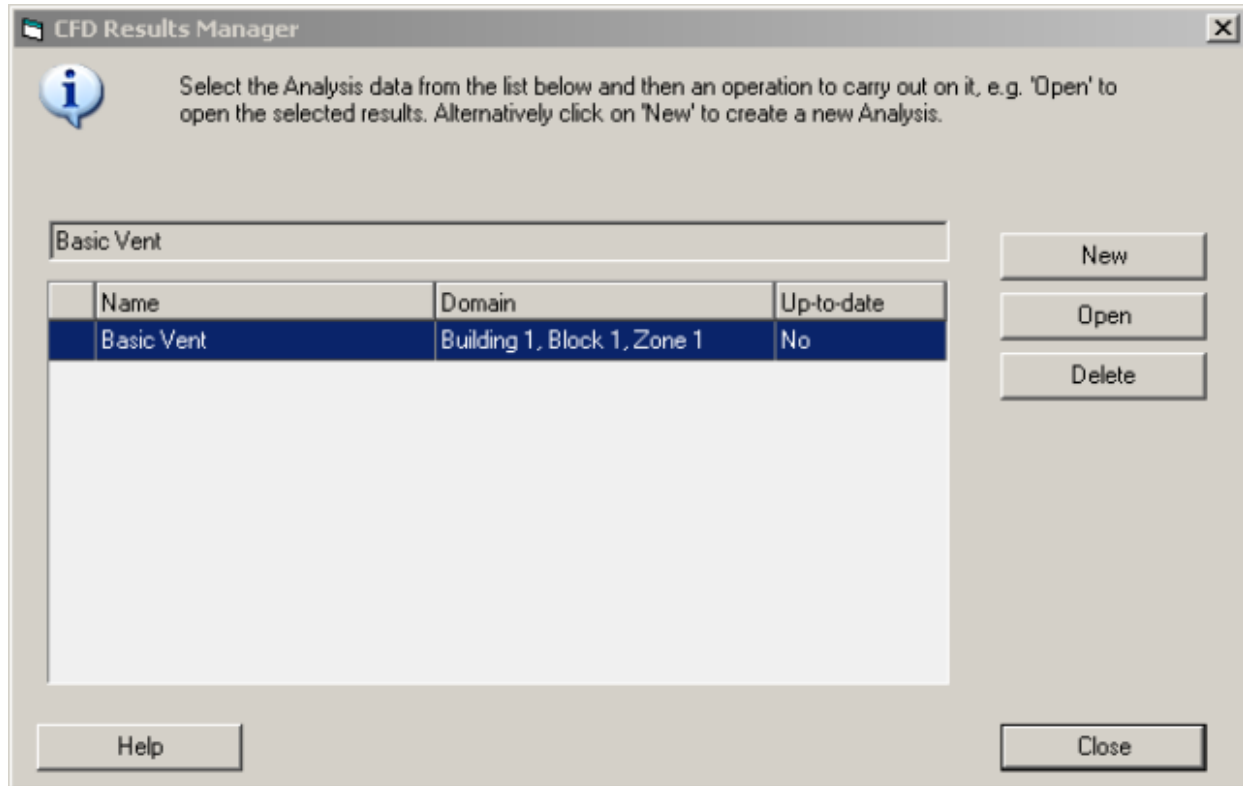 CFD Results Manager
Select the Analysis data from the list below and then an operation to carry out on it, e.g. 'Open' to
open the selected results. Alternatively click on 'New' to create a new Analysis.
Basic Vent
New
Name Domain Up-to-date
Open
Basic Vent Building 1, Block 1, Zone 1 No
Delete
Help Close